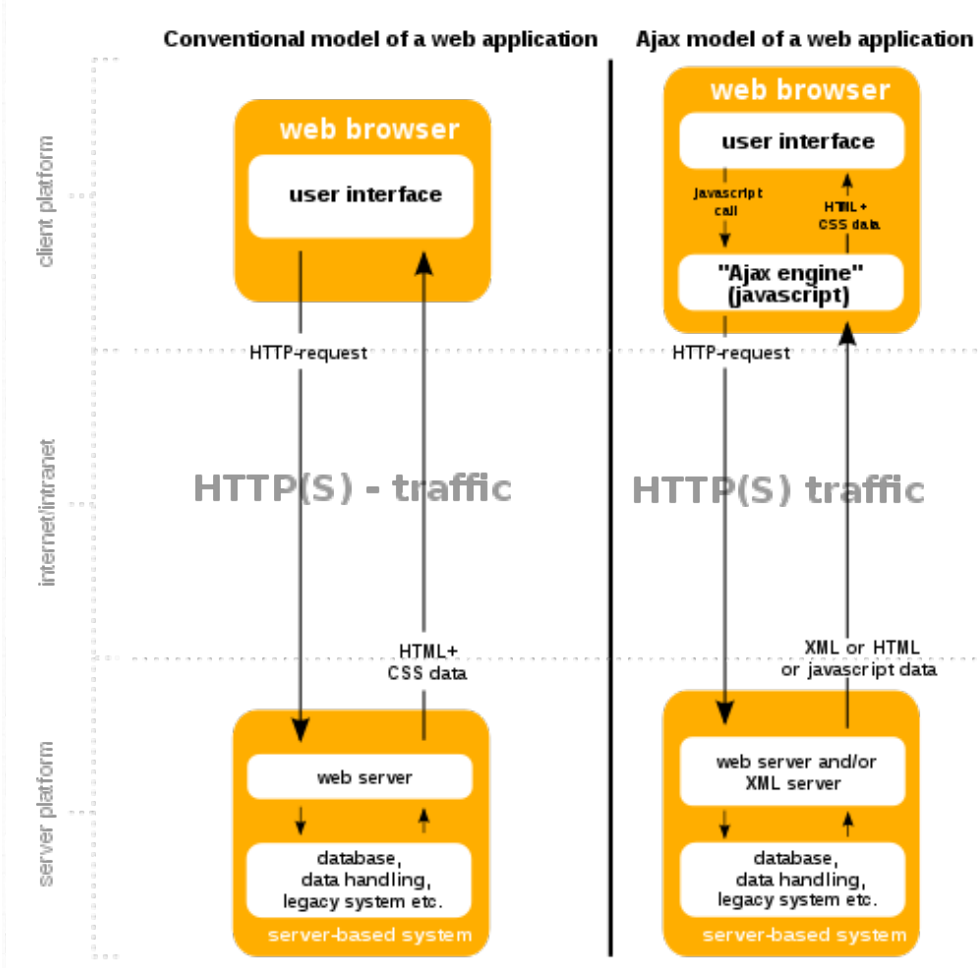 Conventional model of a web application
Ajax model of a web application
client platform
internet/intranet
server platform
web browser
user interface
HTTP-request
HTTP(S) - traffic
HTML+
CSS data
web server
database,
data handling,
legacy system etc.
server-based system
web browser
user interface
javascript
call
HTML+
CSS data
"Ajax engine"
(javascript)
HTTP-request
HTTP(S) traffic
XML or HTML
or javascript data
web server and/or
XML server
database,
data handling,
legacy system etc.
server-based system